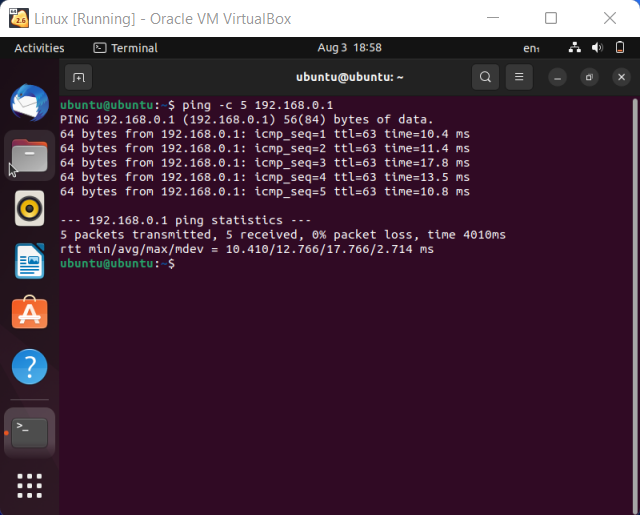 Linux [Running] - Oracle VM VirtualBox
Activities Terminal Aug 3 18:58 en₁
ubuntu@ubuntu: ~
ubuntu@ubuntu:~$ ping -c 5 192.168.0.1
PING 192.168.0.1 (192.168.0.1) 56(84) bytes of data.
64 bytes from 192.168.0.1: icmp_seq=1 ttl=63 time=10.4 ms
64 bytes from 192.168.0.1: icmp_seq=2 ttl=63 time=11.4 ms
64 bytes from 192.168.0.1: icmp_seq=3 ttl=63 time=17.8 ms
64 bytes from 192.168.0.1: icmp_seq=4 ttl=63 time=13.5 ms
64 bytes from 192.168.0.1: icmp_seq=5 ttl=63 time=10.8 ms
--- 192.168.0.1 ping statistics ---
5 packets transmitted, 5 received, 0% packet loss, time 4010ms
rtt min/avg/max/mdev = 10.410/12.766/17.766/2.714 ms
ubuntu@ubuntu:~$